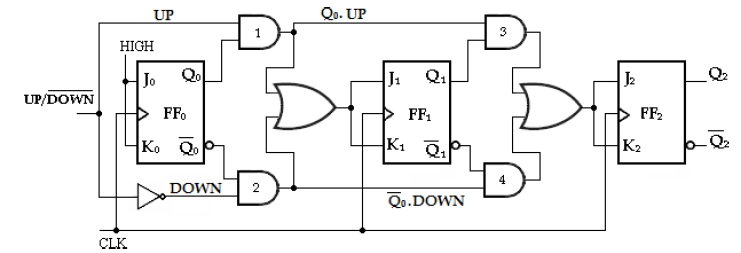 UP
Q₀. UP
1
3
HIGH
J₀
Q₀
J₁
Q₁
J₂
Q₂
UP/D̅O̅W̅N̅
FF₀
FF₁
FF₂
K₀
Q̅₀
K₁
Q̅₁
K₂
Q̅₂
DOWN
2
4
Q̅₀.DOWN
CLK